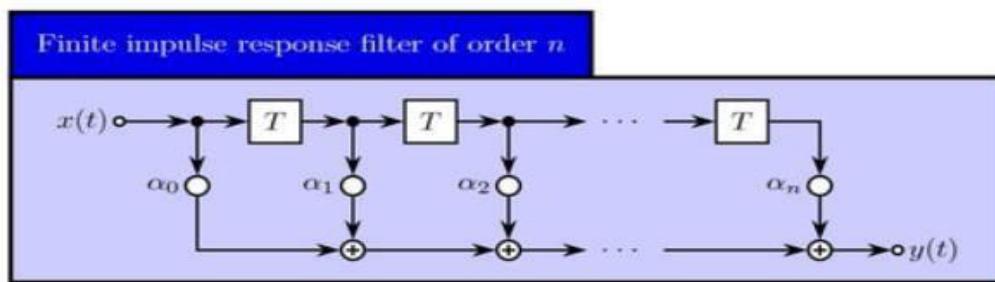 Finite impulse response filter of order n
x(t) T T ··· T
α₀ α₁ α₂ αₙ
+ + ··· + y(t)